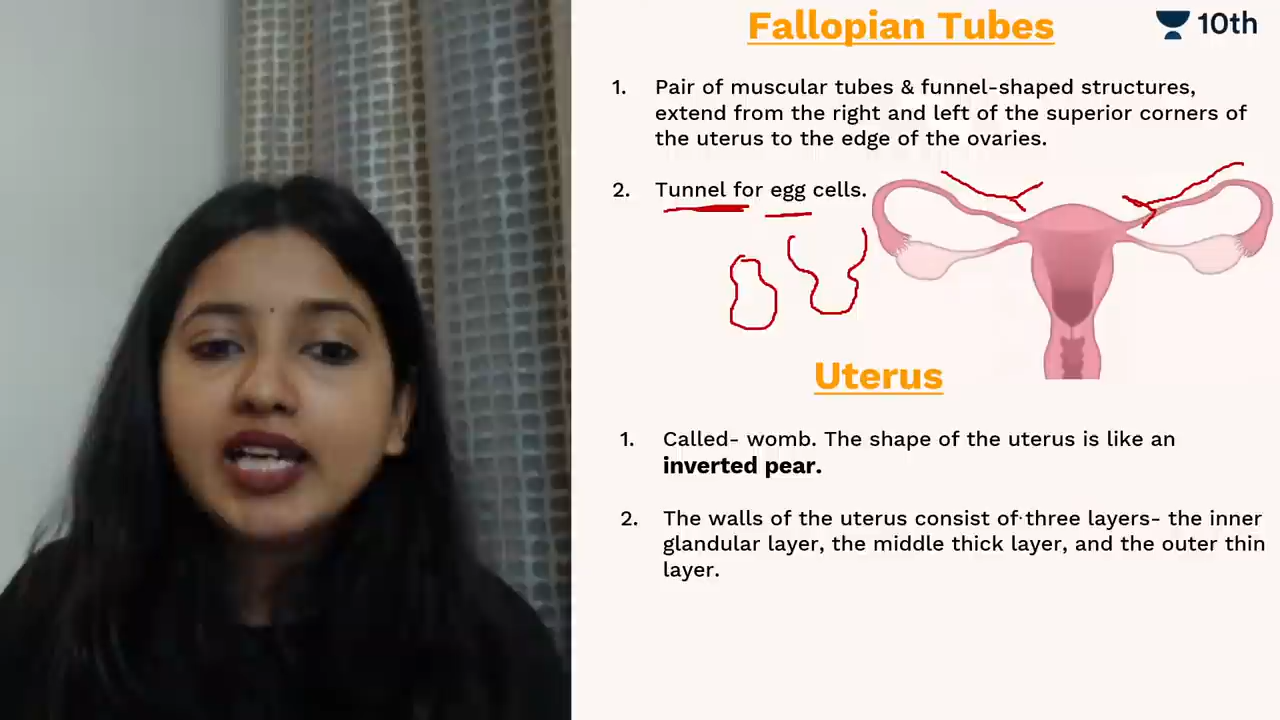 Fallopian Tubes
10th
1. Pair of muscular tubes & funnel-shaped structures,
extend from the right and left of the superior corners of
the uterus to the edge of the ovaries.
2. Tunnel for egg cells.
Uterus
1. Called- womb. The shape of the uterus is like an
inverted pear.
2. The walls of the uterus consist of three layers- the inner
glandular layer, the middle thick layer, and the outer thin
layer.